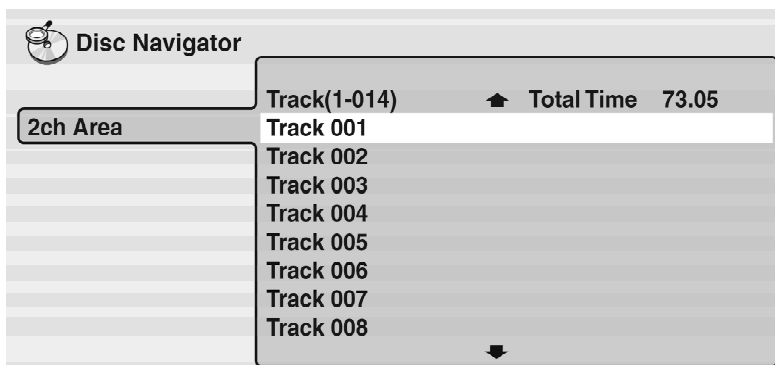 Disc Navigator
Track(1-014) Total Time 73.05
2ch Area
Track 001
Track 002
Track 003
Track 004
Track 005
Track 006
Track 007
Track 008